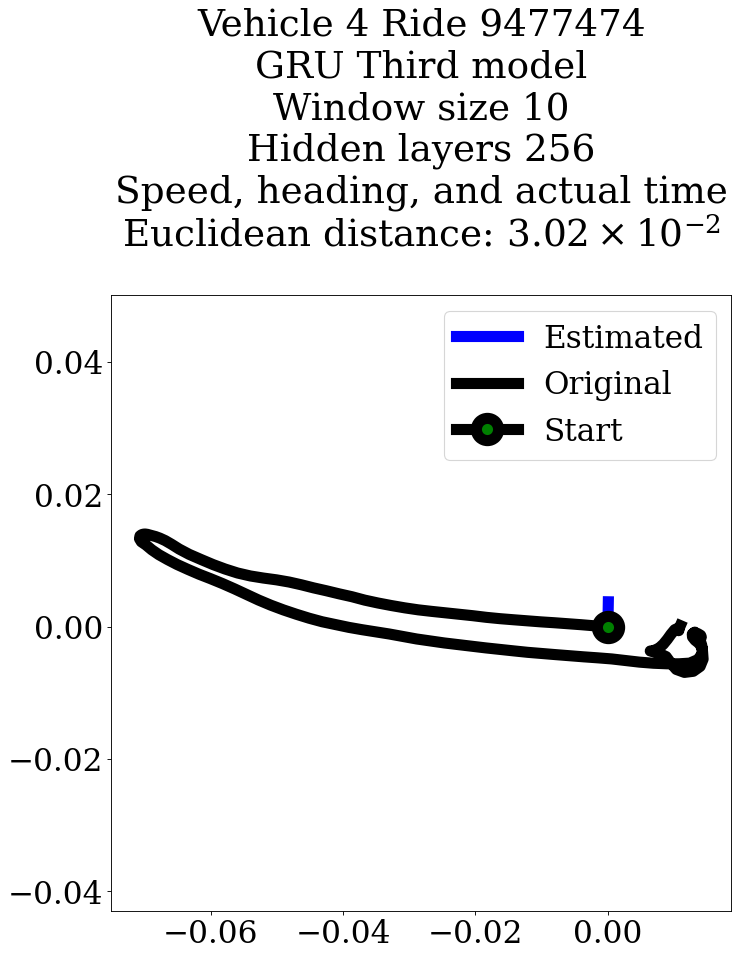 Vehicle 4 Ride 9477474
GRU Third model
Window size 10
Hidden layers 256
Speed, heading, and actual time
Euclidean distance: 3.02 × 10⁻²
Estimated
Original
Start
0.04
0.02
0.00
−0.02
−0.04
−0.06
−0.04
−0.02
0.00